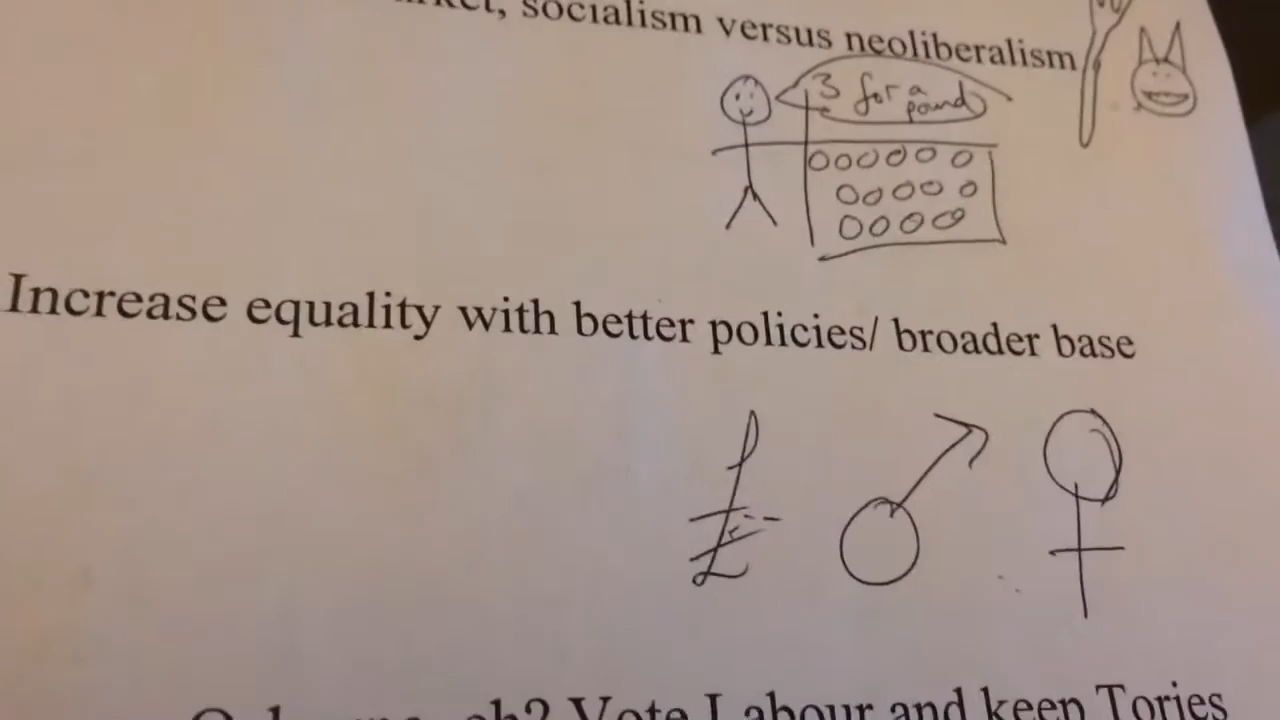 socialism versus neoliberalism
3 for a
pound
Increase equality with better policies/ broader base
£
Vote Labour and keep Tories